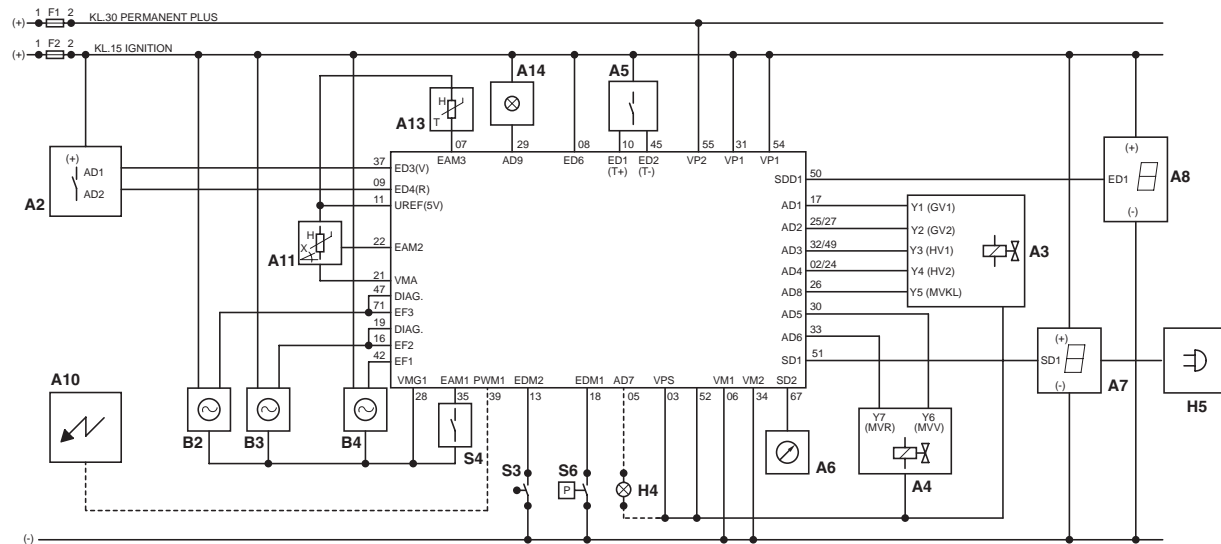 (+) 1 F1 2 KL.30 PERMANENT PLUS
(+) 1 F2 2 KL.15 IGNITION
A14 A5
A13 H T
07 29 08 10 45 55 31 54
EAM3 AD9 ED6 ED1 (T+) ED2 (T-) VP2 VP1 VP1
A2 (+) AD1 AD2
37 ED3(V)
09 ED4(R)
11 UREF(5V)
A11 H X
22 EAM2
21 VMA
47 DIAG.
71 EF3
19 DIAG.
16 EF2
42 EF1
SDD1 50
AD1 17
AD2 25/27
AD3 32/49
AD4 02/24
AD8 26
AD5 30
AD6 33
SD1 51
Y1 (GV1)
Y2 (GV2)
Y3 (HV1)
Y4 (HV2)
Y5 (MVKL)
A3
(+) ED1 (-) A8
(+) SD1 (-) A7
H5
VMG1 EAM1 PWM1 EDM2 EDM1 AD7 VPS VM1 VM2 SD2
28 35 39 13 18 05 03 52 06 34 67
A10
B2 B3 B4 S4
S3 S6 P H4
A6
Y7 (MVR) Y6 (MVV)
A4
(-)